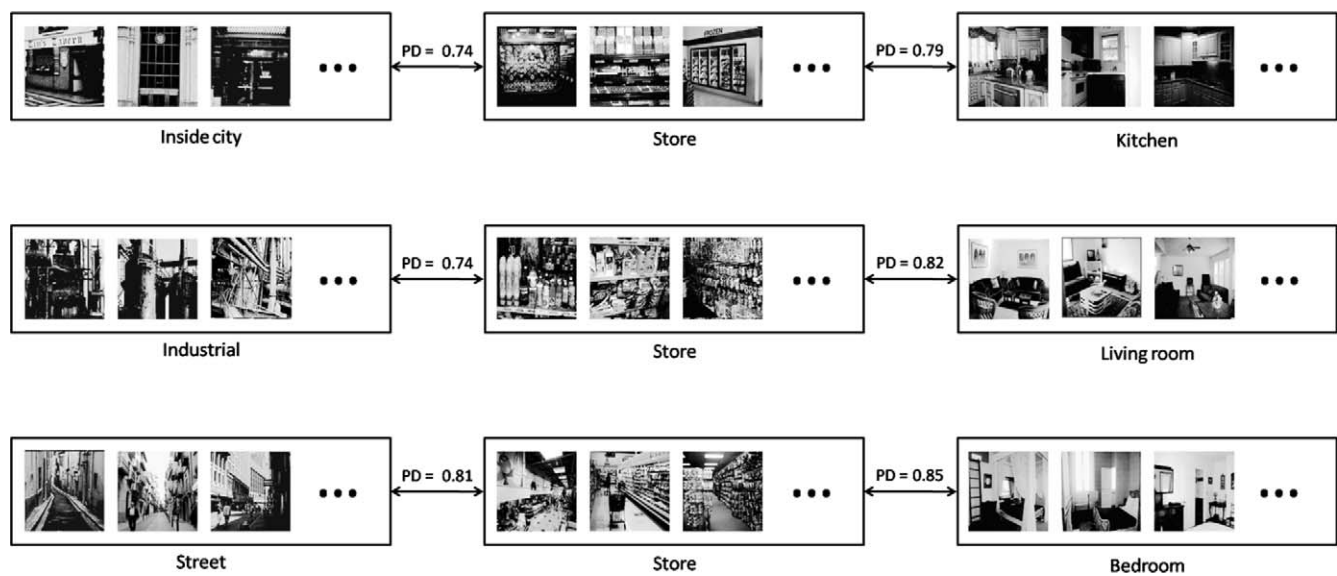 PD = 0.74
PD = 0.79
FROZEN
Inside city
Store
Kitchen
PD = 0.74
PD = 0.82
Industrial
Store
Living room
PD = 0.81
PD = 0.85
Street
Store
Bedroom